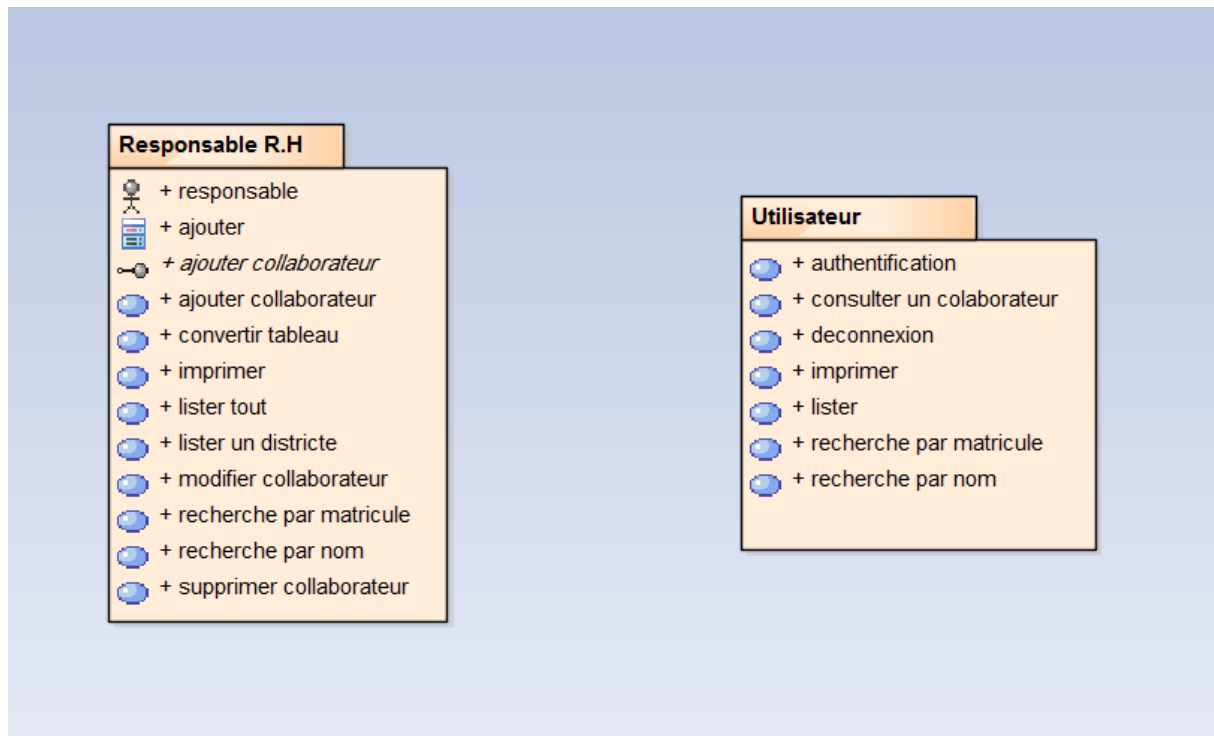 Responsable R.H
+ responsable
+ ajouter
+ ajouter collaborateur
+ ajouter collaborateur
+ convertir tableau
+ imprimer
+ lister tout
+ lister un districte
+ modifier collaborateur
+ recherche par matricule
+ recherche par nom
+ supprimer collaborateur
Utilisateur
+ authentification
+ consulter un colaborateur
+ deconnexion
+ imprimer
+ lister
+ recherche par matricule
+ recherche par nom